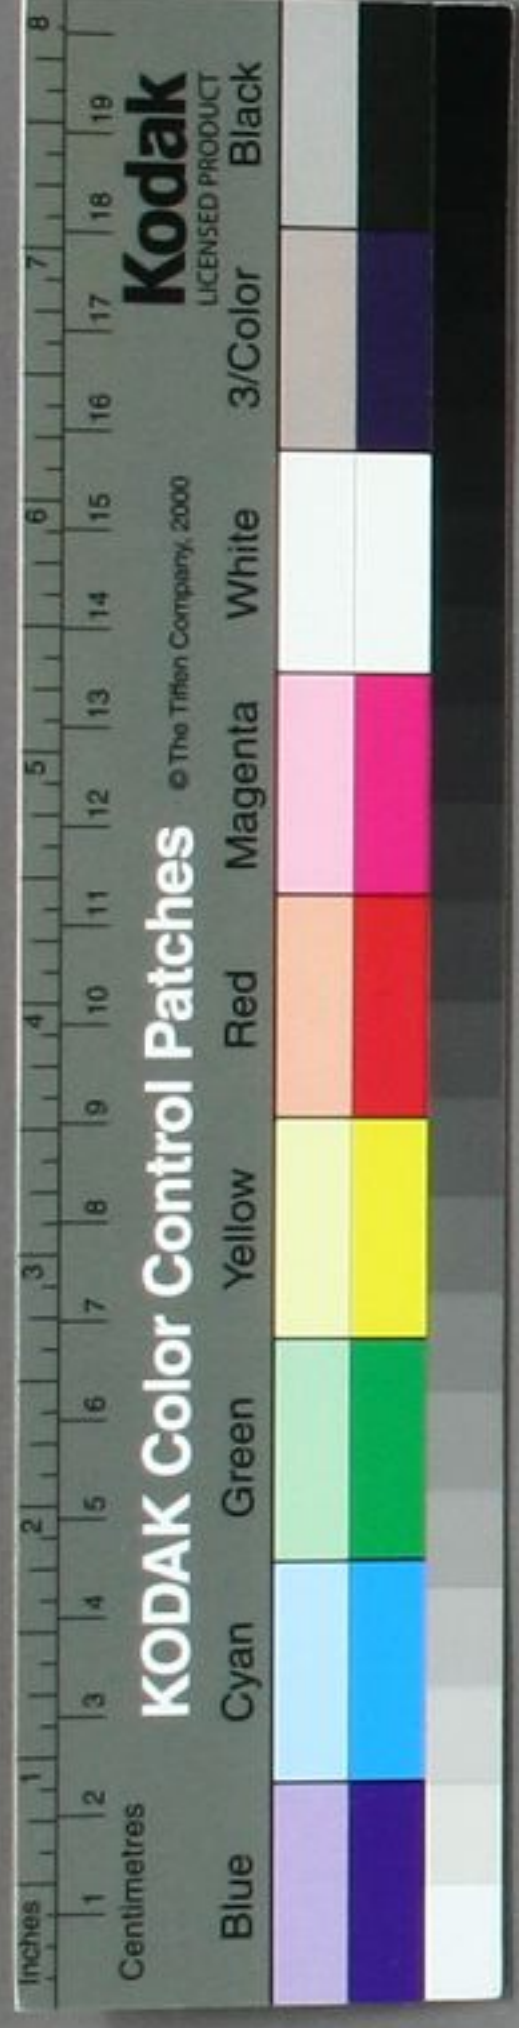 Inches 1 2 3 4 5 6 7 8
1 2 3 4 5 6 7 8 9 10 11 12 13 14 15 16 17 18 19
Centimetres
KODAK Color Control Patches © The Tiffen Company, 2000
Kodak
LICENSED PRODUCT
Blue Cyan Green Yellow Red Magenta White 3/Color Black